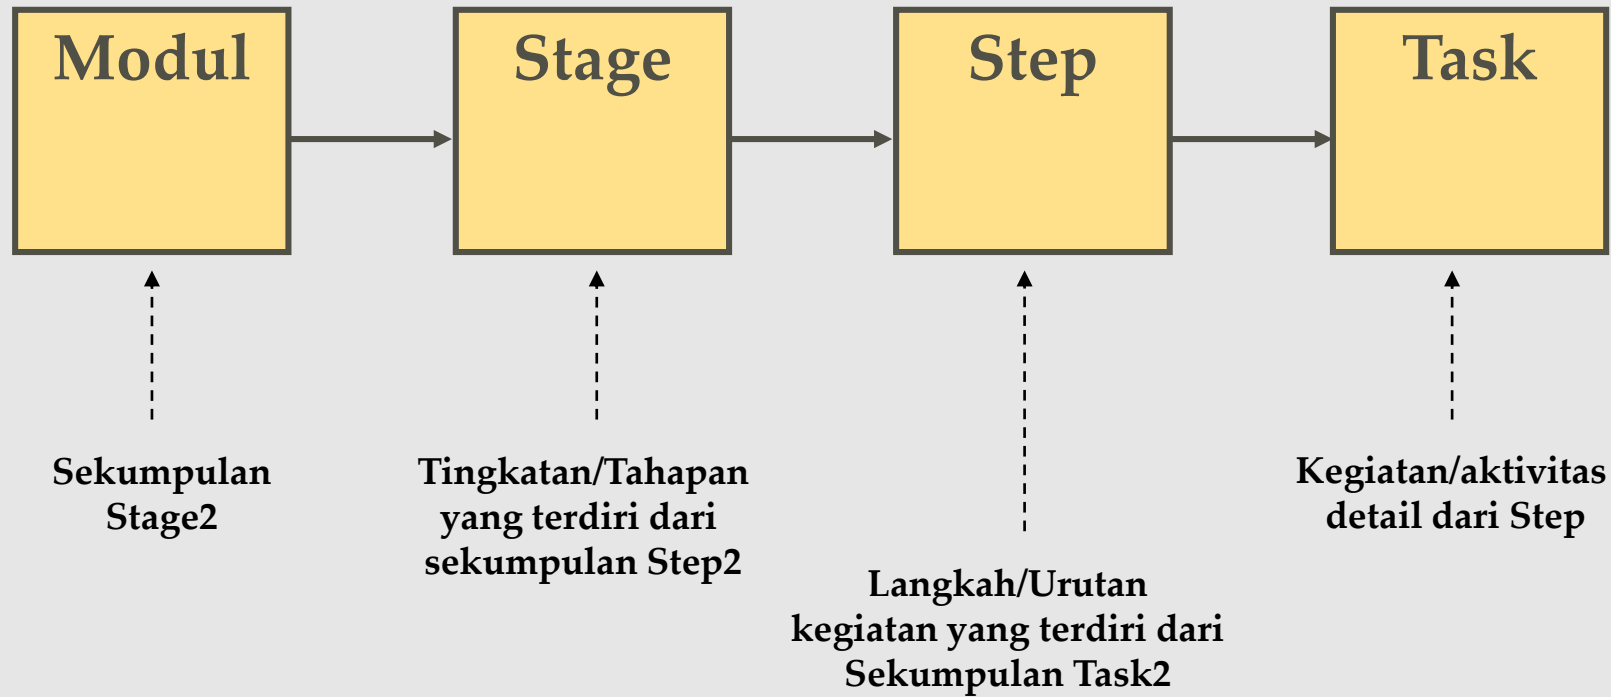 Modul
Stage
Step
Task
Sekumpulan
Stage2
Tingkatan/Tahapan
yang terdiri dari
sekumpulan Step2
Langkah/Urutan
kegiatan yang terdiri dari
Sekumpulan Task2
Kegiatan/aktivitas
detail dari Step